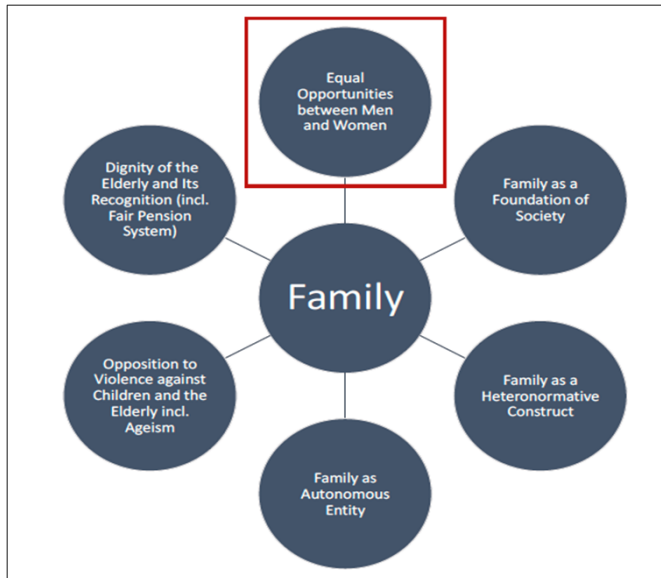 Equal
Opportunities
between Men
and Women
Dignity of the
Elderly and Its
Recognition (incl.
Fair Pension
System)
Family as a
Foundation of
Society
Family
Opposition to
Violence against
Children and the
Elderly incl.
Ageism
Family as a
Heteronormative
Construct
Family as
Autonomous
Entity